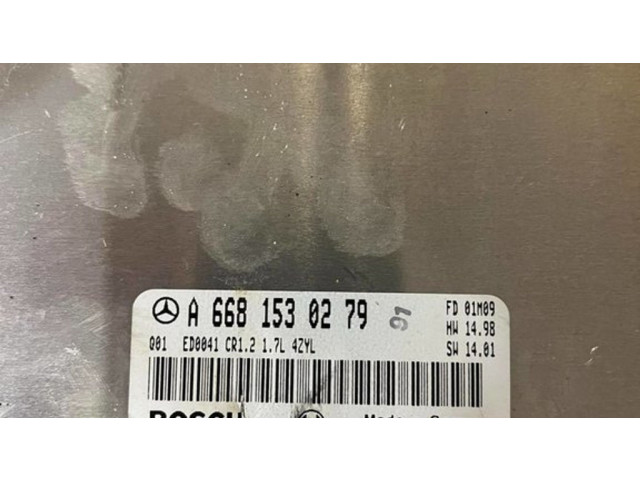 A 668 153 02 79 91 FD 01M09
HW 14.98
Q01 ED0041 CR1.2 1.7L 4ZYL SW 14.01
BOSCH